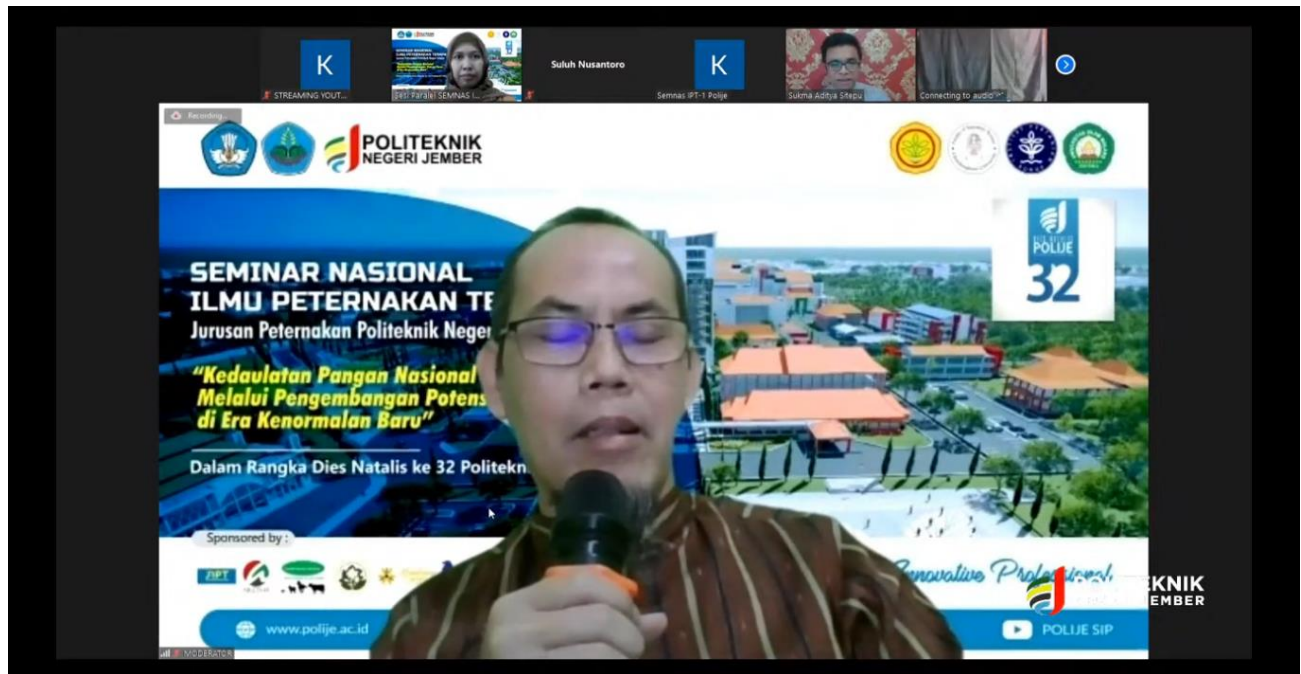 K
K
Suluh Nusantoro
STREAMING YOUT...
Sesi Paralel SEMNAS I...
Semnas IPT-1 Polije
Sukma Aditya Sitepu
Connecting to audio
Recording...
POLITEKNIK
NEGERI JEMBER
POLIJE
32
SEMINAR NASIONAL
ILMU PETERNAKAN TE
Jurusan Peternakan Politeknik Neger
“Kedaulatan Pangan Nasional
Melalui Pengembangan Potens
di Era Kenormalan Baru”
Dalam Rangka Dies Natalis ke 32 Politekn
Sponsored by :
Innovative Professional
EKNIK
EMBER
www.polije.ac.id
POLIJE SIP
MODERATOR